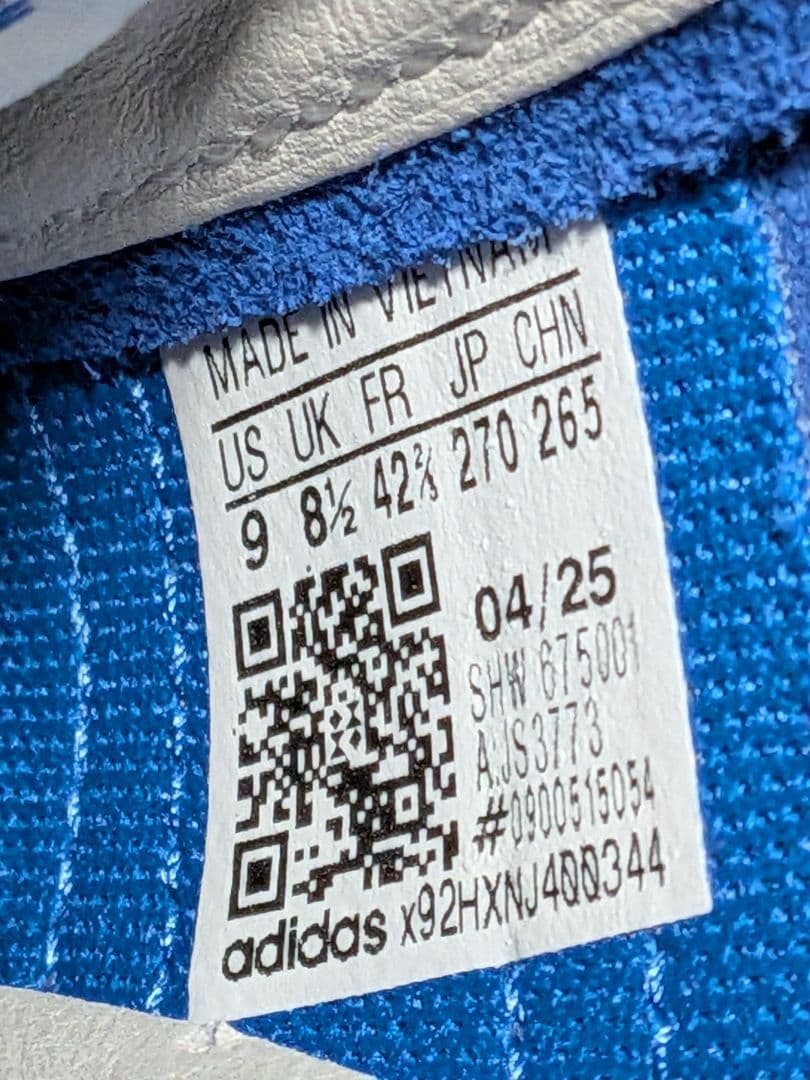 MADE IN VIETNAM
US UK FR JP CHN
9 8½ 42⅔ 270 265
04/25
SHW 675001
A:JS3773
#0900515054
adidas x92HXNJ4QQ344